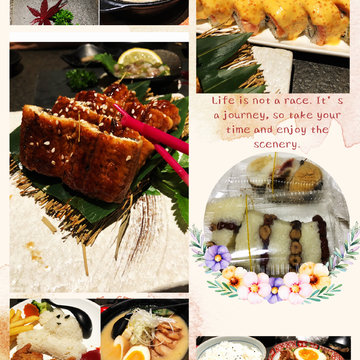 Life is not a race. It's
a journey, so take your
time and enjoy the
scenery.